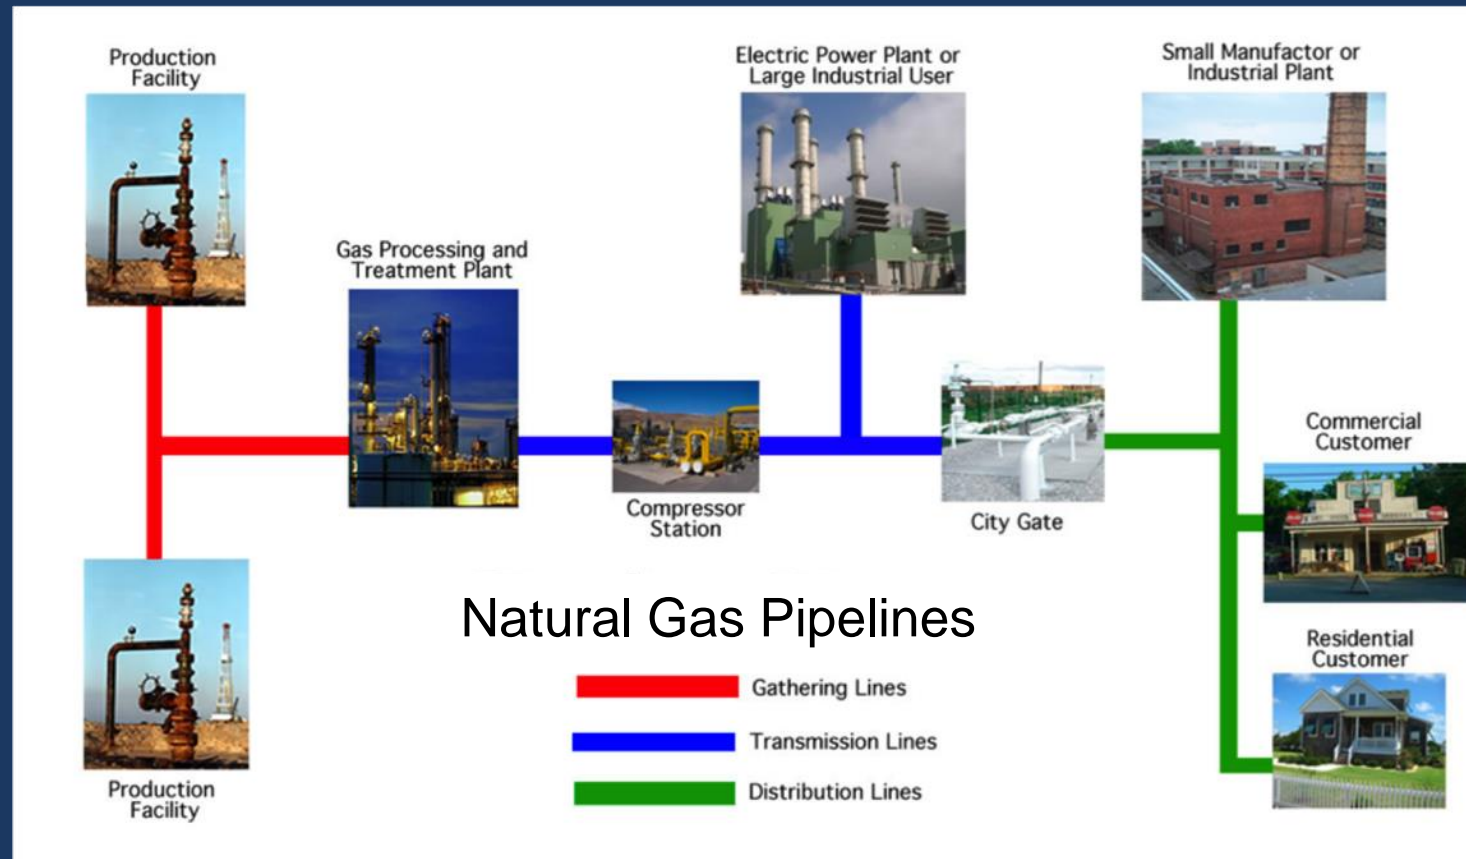 Production
Facility
Electric Power Plant or
Large Industrial User
Small Manufactor or
Industrial Plant
Gas Processing and
Treatment Plant
Compressor
Station
City Gate
Commercial
Customer
Residential
Customer
Production
Facility
Natural Gas Pipelines
Gathering Lines
Transmission Lines
Distribution Lines